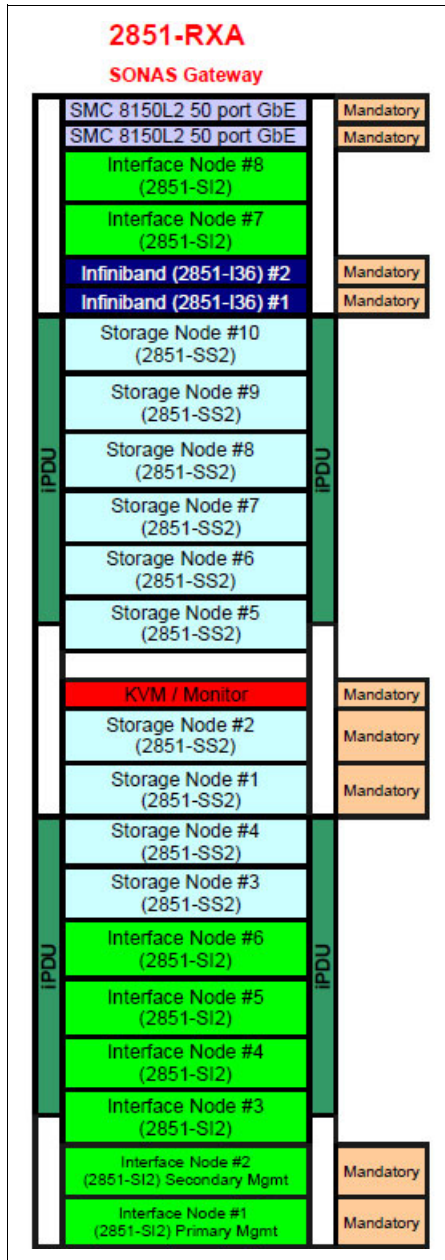 2851-RXA
SONAS Gateway
SMC 8150L2 50 port GbE
Mandatory
SMC 8150L2 50 port GbE
Mandatory
Interface Node #8
(2851-SI2)
Interface Node #7
(2851-SI2)
Infiniband (2851-I36) #2
Mandatory
Infiniband (2851-I36) #1
Mandatory
iPDU
iPDU
Storage Node #10
(2851-SS2)
Storage Node #9
(2851-SS2)
Storage Node #8
(2851-SS2)
Storage Node #7
(2851-SS2)
Storage Node #6
(2851-SS2)
Storage Node #5
(2851-SS2)
KVM / Monitor
Mandatory
Storage Node #2
(2851-SS2)
Mandatory
Storage Node #1
(2851-SS2)
Mandatory
iPDU
iPDU
Storage Node #4
(2851-SS2)
Storage Node #3
(2851-SS2)
Interface Node #6
(2851-SI2)
Interface Node #5
(2851-SI2)
Interface Node #4
(2851-SI2)
Interface Node #3
(2851-SI2)
Interface Node #2
(2851-SI2) Secondary Mgmt
Mandatory
Interface Node #1
(2851-SI2) Primary Mgmt
Mandatory